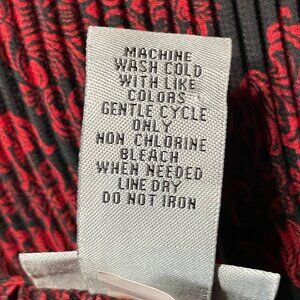 MACHINE
WASH COLD
WITH LIKE
COLORS
GENTLE CYCLE
ONLY
NON CHLORINE
BLEACH
WHEN NEEDED
LINE DRY
DO NOT IRON